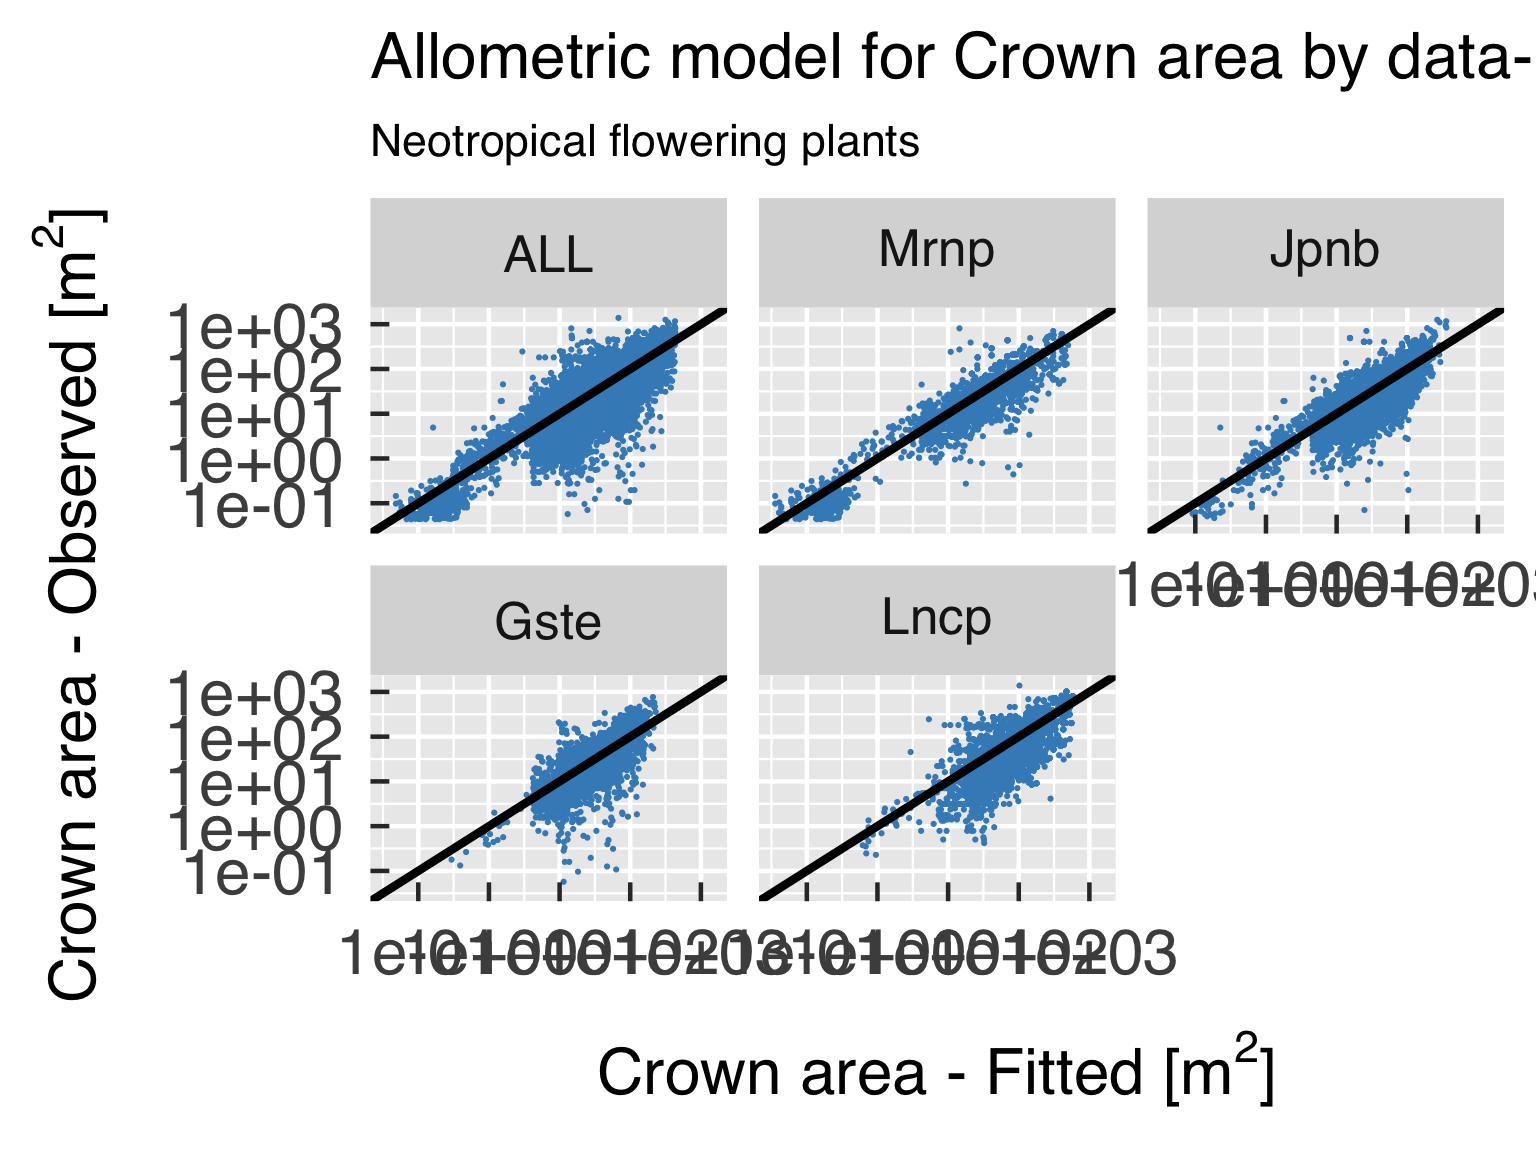 Allometric model for Crown area by data-
Neotropical flowering plants
Crown area - Observed [m²]
ALL
Mrnp
Jpnb
1e+03
1e+02
1e+01
1e+00
1e-01
Gste
Lncp
1e+03
1e+02
1e+01
1e+00
1e-01
Crown area - Fitted [m²]